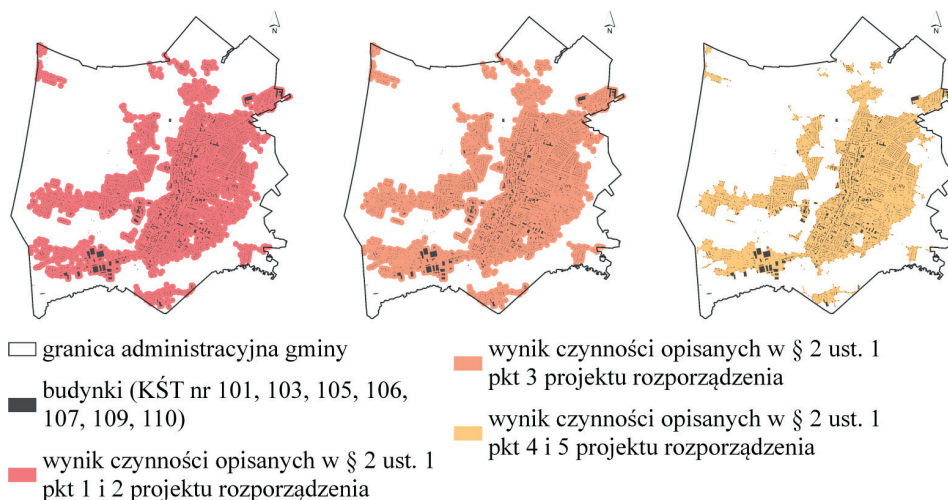 N
N
N
granica administracyjna gminy
budynki (KŚT nr 101, 103, 105, 106,
107, 109, 110)
wynik czynności opisanych w § 2 ust. 1
pkt 1 i 2 projektu rozporządzenia
wynik czynności opisanych w § 2 ust. 1
pkt 3 projektu rozporządzenia
wynik czynności opisanych w § 2 ust. 1
pkt 4 i 5 projektu rozporządzenia